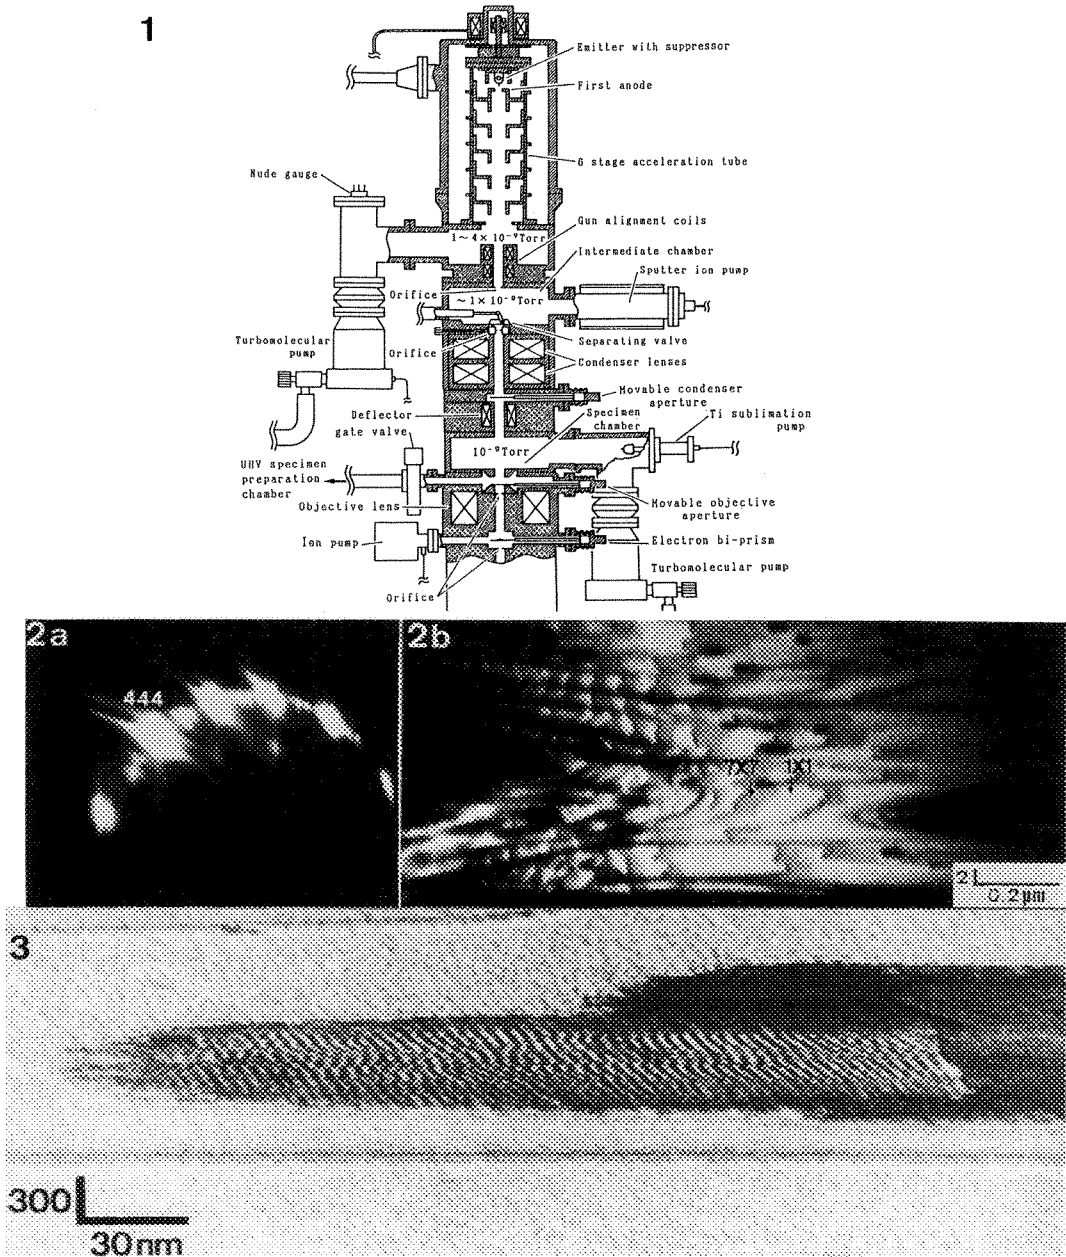 1
Emitter with suppressor
First anode
6 stage acceleration tube
Nude gauge
Gun alignment coils
1~4×10⁻⁹Torr
Intermediate chamber
Sputter ion pump
Orifice
~1×10⁻⁹Torr
Separating valve
Turbomolecular
pump
Orifice
Condenser lenses
Movable condenser
aperture
Deflector
Specimen
chamber
Ti sublimation
pump
gate valve
10⁻⁹Torr
UHV specimen
preparation
chamber
Objective lens
Movable objective
aperture
Ion pump
Electron bi-prism
Turbomolecular pump
Orifice
2a
444
2b
7X7
1X1
2
0.2μm
3
300
30nm